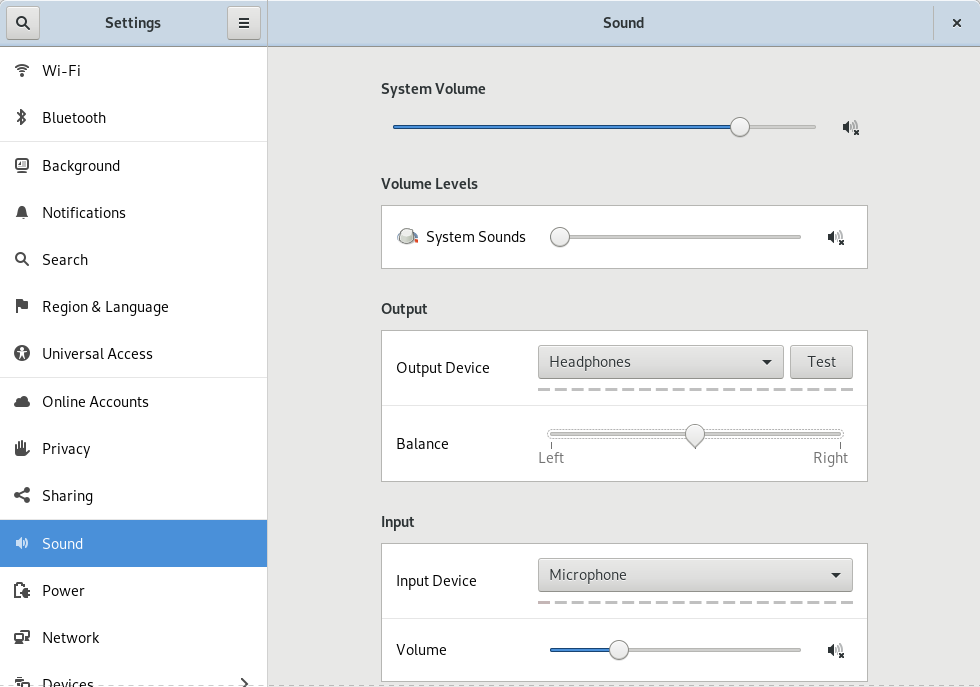 Settings
Sound
Wi-Fi
Bluetooth
Background
Notifications
Search
Region & Language
Universal Access
Online Accounts
Privacy
Sharing
Sound
Power
Network
Devices
System Volume
Volume Levels
System Sounds
Output
Output Device
Headphones
Test
Balance
Left
Right
Input
Input Device
Microphone
Volume